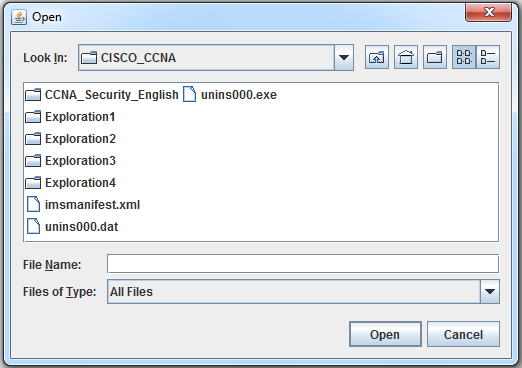 Open
Look In: CISCO_CCNA
CCNA_Security_English unins000.exe
Exploration1
Exploration2
Exploration3
Exploration4
imsmanifest.xml
unins000.dat
File Name:
Files of Type: All Files
Open Cancel